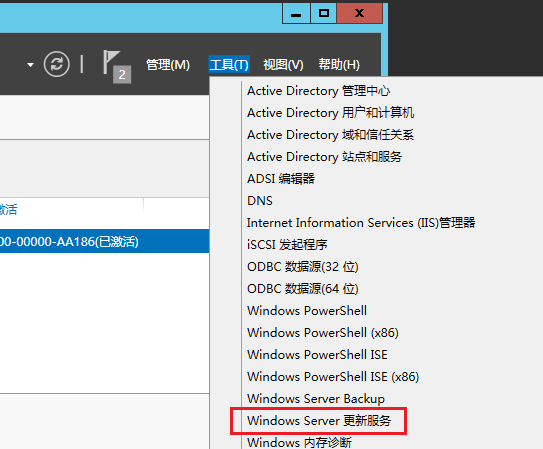 2 管理(M) 工具(T) 视图(V) 帮助(H)
Active Directory 管理中心
Active Directory 用户和计算机
Active Directory 域和信任关系
Active Directory 站点和服务
ADSI 编辑器
DNS
激活
Internet Information Services (IIS)管理器
00-00000-AA186(已激活)
iSCSI 发起程序
ODBC 数据源(32 位)
ODBC 数据源(64 位)
Windows PowerShell
Windows PowerShell (x86)
Windows PowerShell ISE
Windows PowerShell ISE (x86)
Windows Server Backup
Windows Server 更新服务
Windows 内存诊断